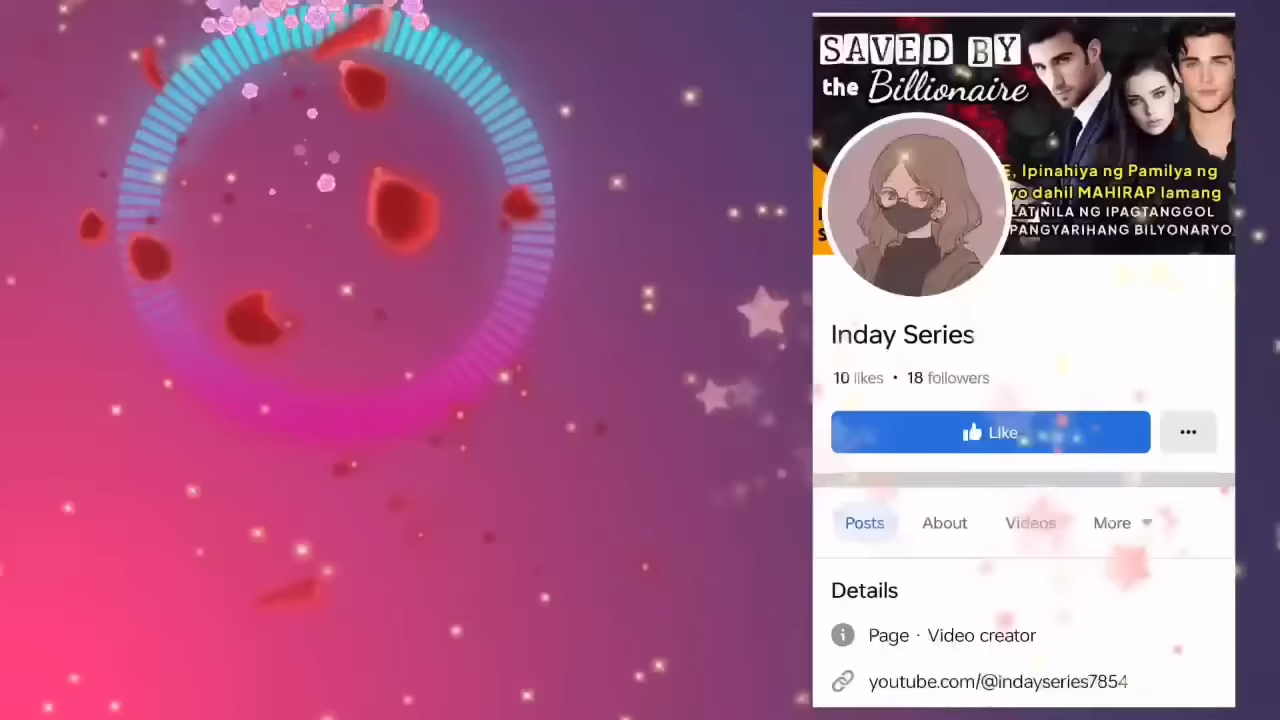 SAVED BY
the Billionaire
, Ipinahiya ng Pamilya ng
dahil MAHIRAP lamang
NILA NG IPAGTANGGOL
PANGYARIHANG BILYONARYO
Inday Series
10 likes • 18 followers
Like
Posts About Videos More
Details
Page · Video creator
youtube.com/@indayseries7854